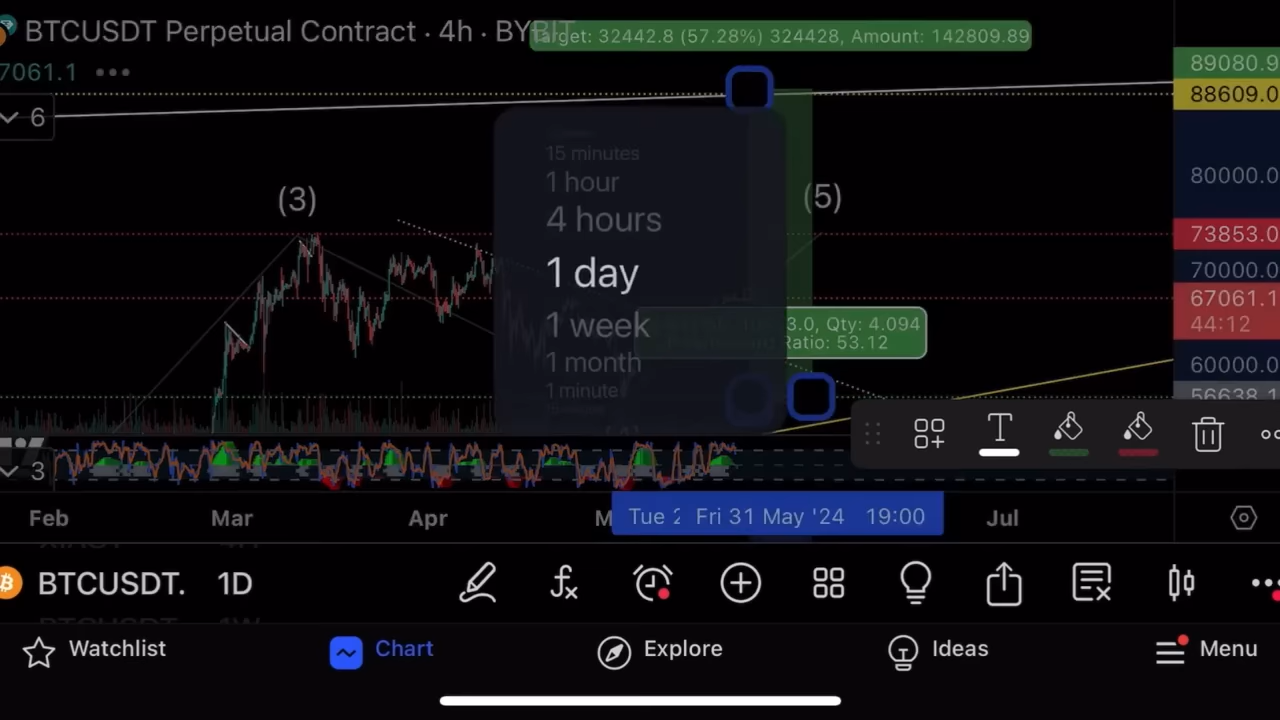 BTCUSDT Perpetual Contract · 4h · BYBIT
Target: 32442.8 (57.28%) 324428, Amount: 142809.89
7061.1
6
89080.9
88609.0
80000.0
73853.0
70000.0
67061.1
44:12
60000.0
56638.1
(3)
(5)
15 minutes
1 hour
4 hours
1 day
1 week
1 month
1 minute
3.0, Qty: 4.094
Ratio: 53.12
T
3
Feb
Mar
Apr
M
Tue 2
Fri 31 May '24 19:00
Jul
BTCUSDT.
1D
Watchlist
Chart
Explore
Ideas
Menu